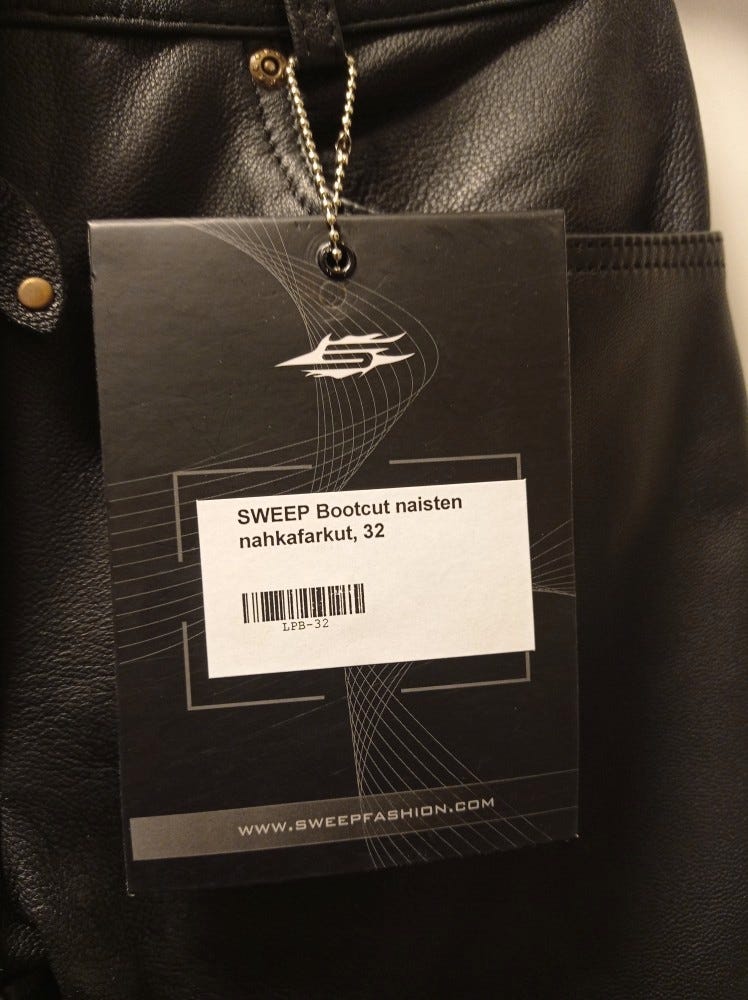 SWEEP Bootcut naisten
nahkafarkut, 32
LPB-32
WWW.SWEEPFASHION.COM